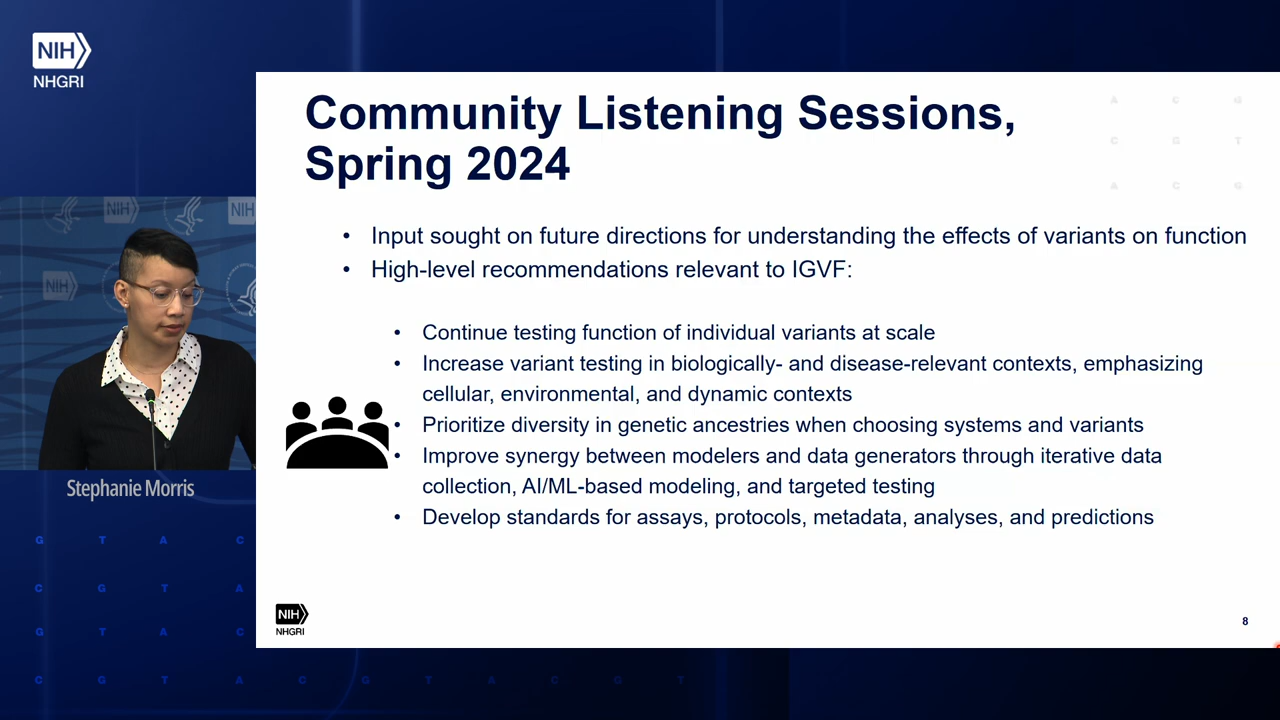 NIH
NHGRI
Community Listening Sessions,
Spring 2024
A C G
C G T
A C G
• Input sought on future directions for understanding the effects of variants on function
• High-level recommendations relevant to IGVF:
• Continue testing function of individual variants at scale
• Increase variant testing in biologically- and disease-relevant contexts, emphasizing
cellular, environmental, and dynamic contexts
• Prioritize diversity in genetic ancestries when choosing systems and variants
• Improve synergy between modelers and data generators through iterative data
collection, AI/ML-based modeling, and targeted testing
• Develop standards for assays, protocols, metadata, analyses, and predictions
NIH
NIH
NIH
Stephanie Morris
G T A C
C G T A
G T A C
C G T A C G T A C G T
NIH
NHGRI
8